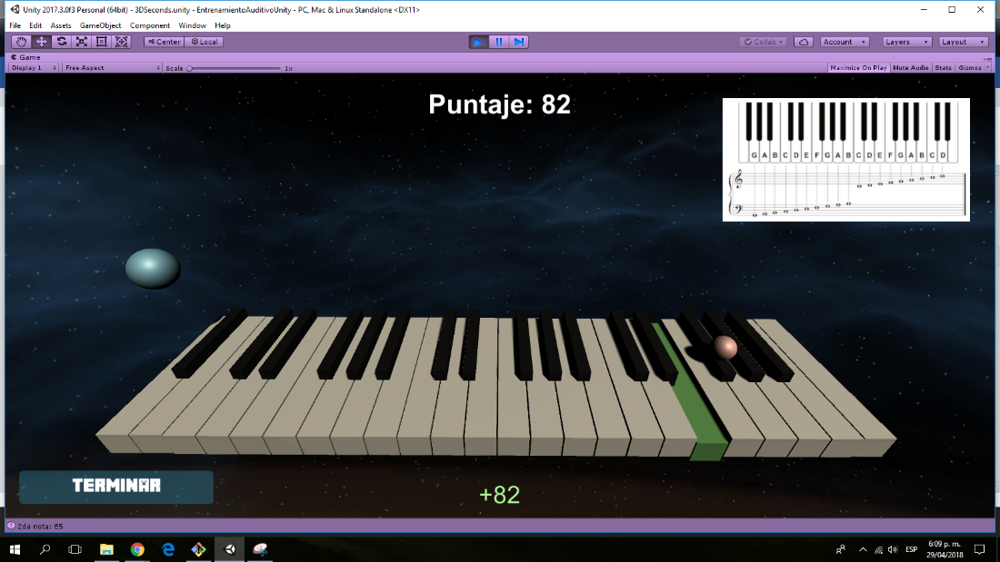 Unity 2017.3.0f3 Personal (64bit) - 3DSeconds.unity - EntrenamientoAuditivoUnity - PC, Mac & Linux Standalone <DX11>
File Edit Assets GameObject Component Window Help
Center Local Collab Account Layers Layout
Game
Display 1 Free Aspect Scale 1x Maximize On Play Mute Audio Stats Gizmos
Puntaje: 82
G A B C D E F G A B C D E F G A B C D
TERMINAR
+82
2da nota: E5
ESP
6:09 p. m.
29/04/2018